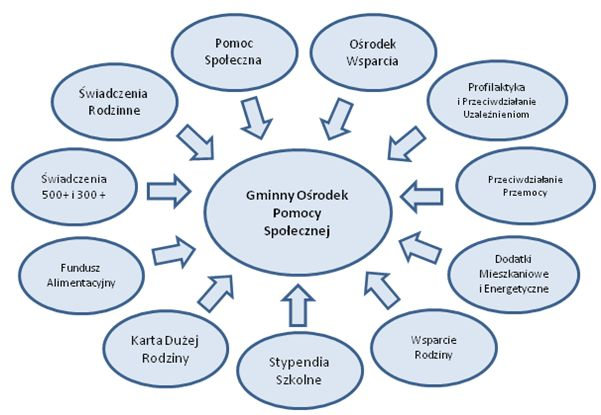 Pomoc
Społeczna
Ośrodek
Wsparcia
Profilaktyka
i Przeciwdziałanie
Uzależnieniom
Przeciwdziałanie
Przemocy
Dodatki
Mieszkaniowe
i Energetyczne
Wsparcie
Rodziny
Stypendia
Szkolne
Karta Dużej
Rodziny
Fundusz
Alimentacyjny
Świadczenia
500+ i 300 +
Świadczenia
Rodzinne
Gminny Ośrodek
Pomocy
Społecznej